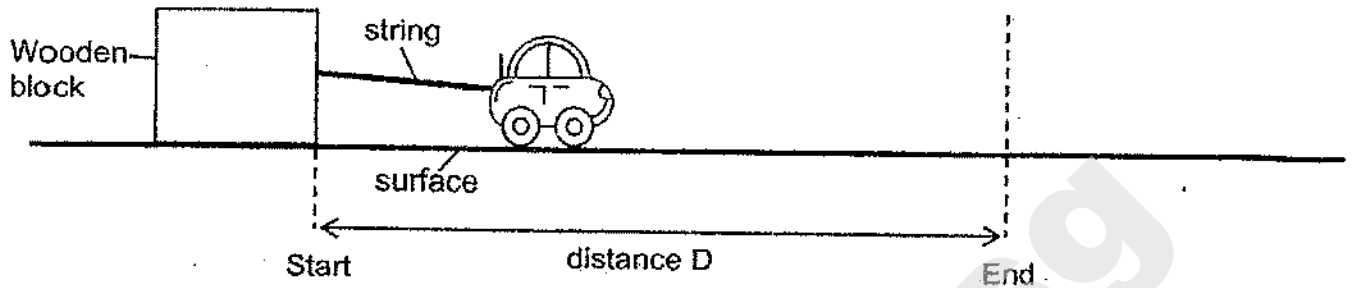 string
Wooden
block
surface
distance D
Start
End